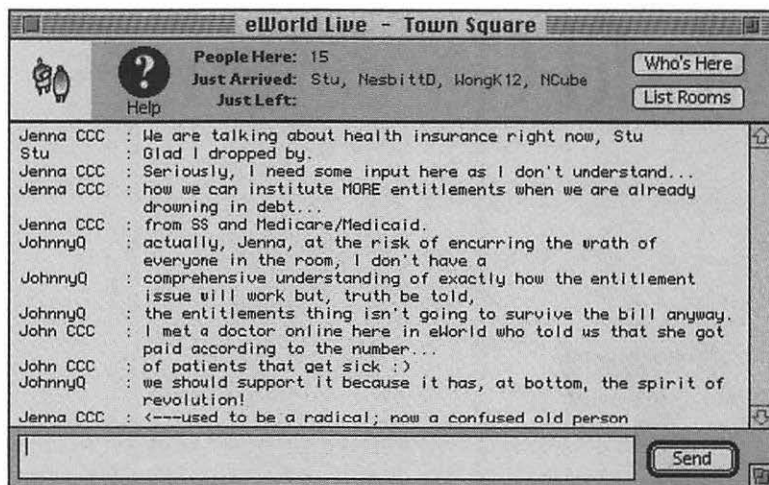 eWorld Live - Town Square
People Here: 15
Just Arrived: Stu, NesbittD, WongK12, NCube
Just Left:
?
Help
Who's Here
List Rooms
Jenna CCC : We are talking about health insurance right now, Stu
Stu : Glad I dropped by.
Jenna CCC : Seriously, I need some input here as I don't understand...
Jenna CCC : how we can institute MORE entitlements when we are already
drowning in debt...
Jenna CCC : from SS and Medicare/Medicaid.
JohnnyQ : actually, Jenna, at the risk of encurring the wrath of
everyone in the room, I don't have a
JohnnyQ : comprehensive understanding of exactly how the entitlement
issue will work but, truth be told,
JohnnyQ : the entitlements thing isn't going to survive the bill anyway.
John CCC : I met a doctor online here in eWorld who told us that she got
paid according to the number...
John CCC : of patients that get sick :)
JohnnyQ : we should support it because it has, at bottom, the spirit of
revolution!
Jenna CCC : <---used to be a radical; now a confused old person
Send